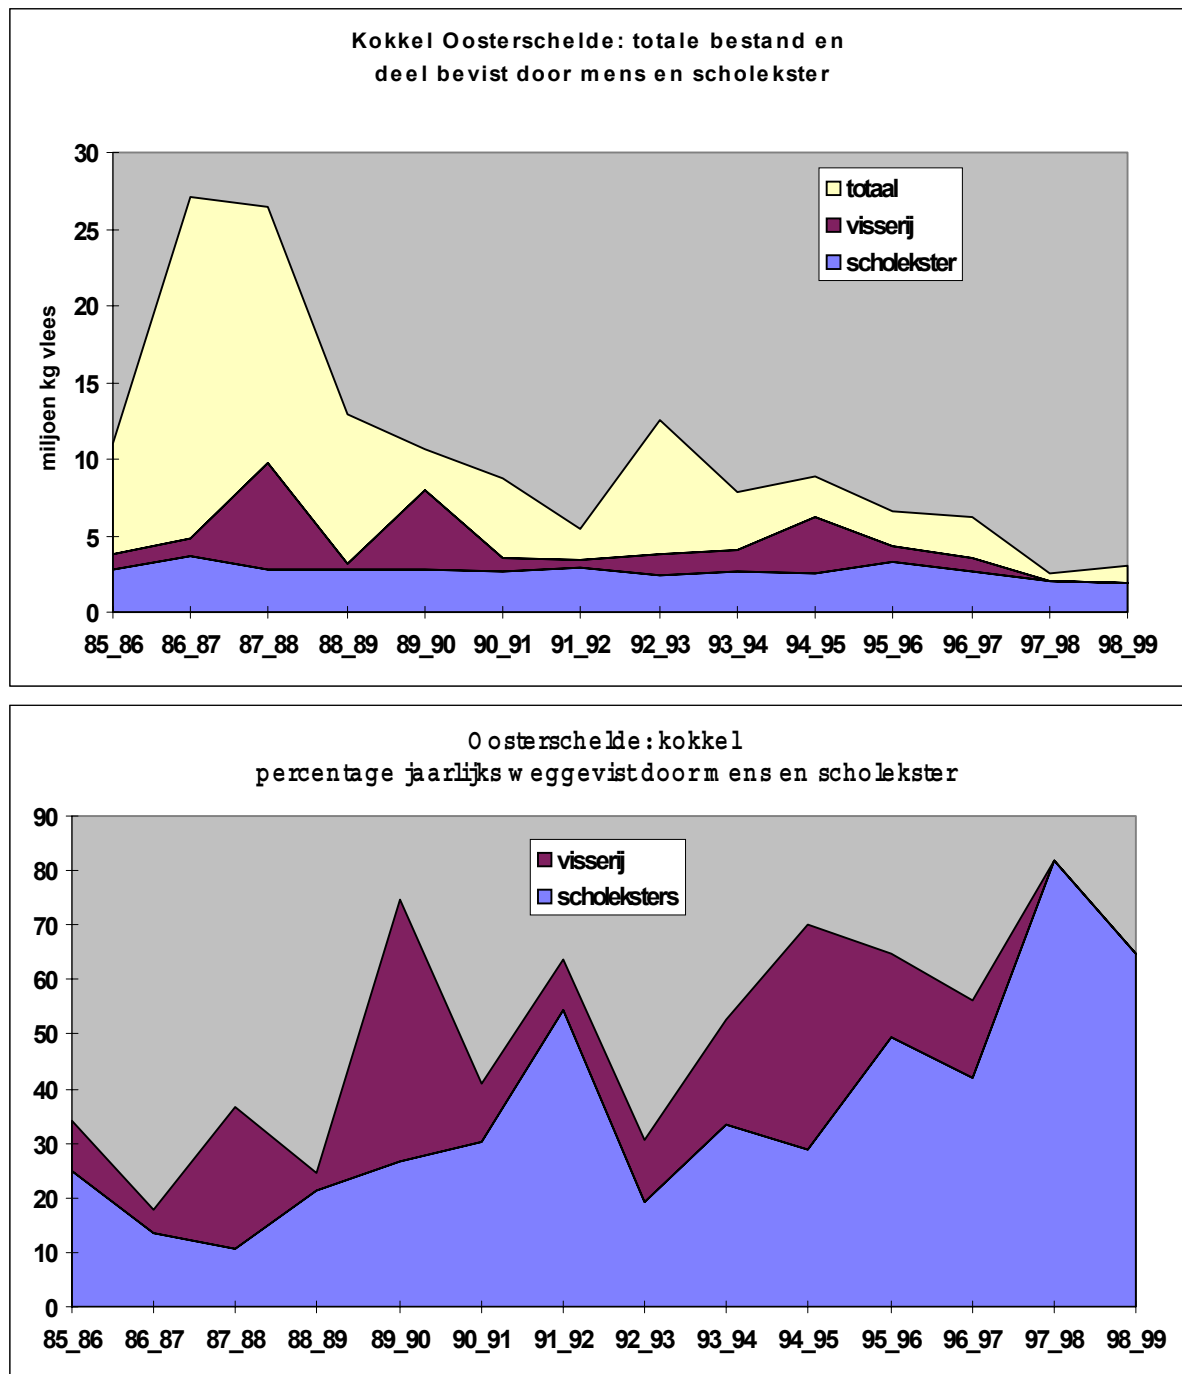 Kokkel Oosterschelde: totale bestand en
deel bevist door mens en scholekster
30
25
20
15
10
5
0
miljoen kg vlees
totaal
visserij
scholekster
85_86 86_87 87_88 88_89 89_90 90_91 91_92 92_93 93_94 94_95 95_96 96_97 97_98 98_99
Oosterschelde: kokkel
percentage jaarlijks weggevist door mens en scholekster
90
80
70
60
50
40
30
20
10
0
visserij
scholeksters
85_86 86_87 87_88 88_89 89_90 90_91 91_92 92_93 93_94 94_95 95_96 96_97 97_98 98_99